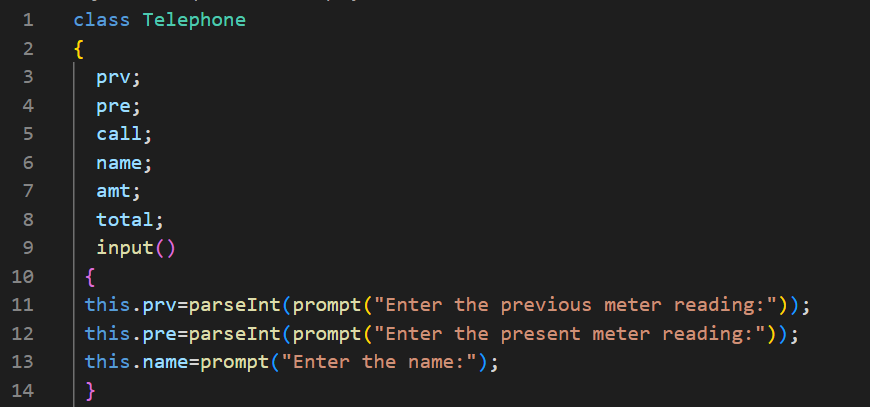 1 class Telephone
2 {
3 prv;
4 pre;
5 call;
6 name;
7 amt;
8 total;
9 input()
10 {
11 this.prv=parseInt(prompt("Enter the previous meter reading:"));
12 this.pre=parseInt(prompt("Enter the present meter reading:"));
13 this.name=prompt("Enter the name:");
14 }